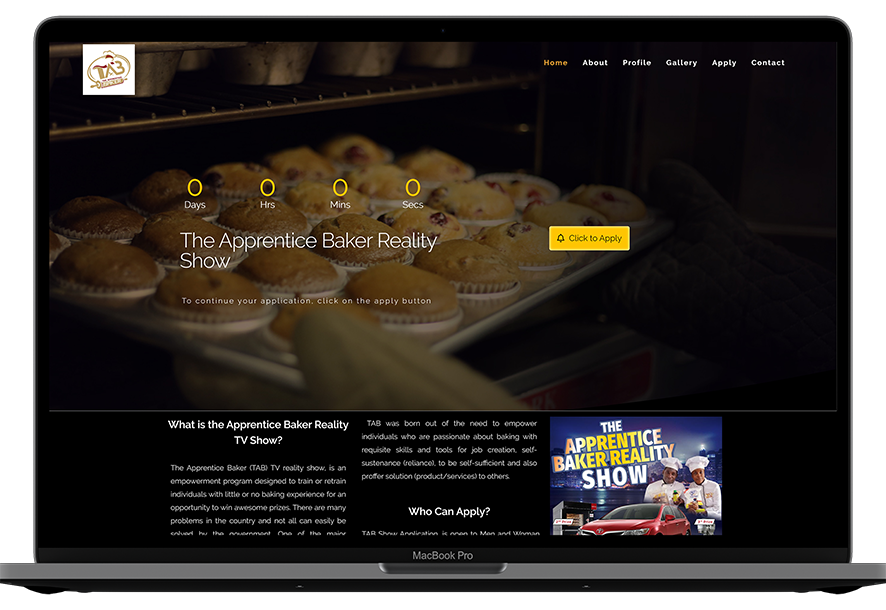 TAB
Home About Profile Gallery Apply Contact
0 0 0 0
Days Hrs Mins Secs
The Apprentice Baker Reality
Show
Click to Apply
To continue your application, click on the apply button
What is the Apprentice Baker Reality
TV Show?
The Apprentice Baker (TAB) TV reality show, is an
empowerment program designed to train or retrain
individuals with little or no baking experience for an
opportunity to win awesome prizes. There are many
problems in the country and not all can easily be
solved by the government. One of the major
TAB was born out of the need to empower
individuals who are passionate about baking with
requisite skills and tools for job creation, self-
sustenance (reliance), to be self-sufficient and also
proffer solution (product/services) to others.
Who Can Apply?
TAB Show Application is open to Men and Woman
THE
APPRENTICE
BAKER REALITY
SHOW
MacBook Pro